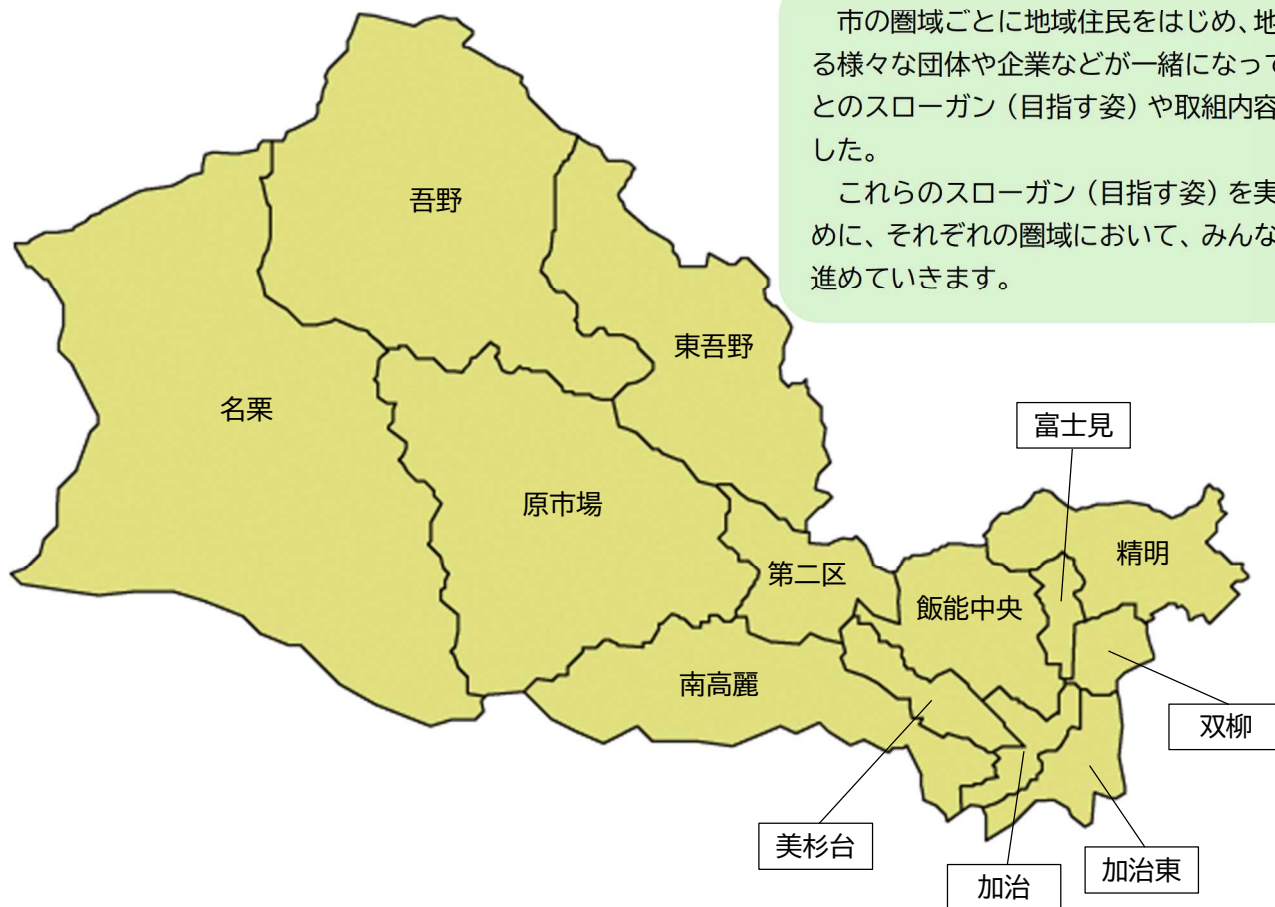 市の圏域ごとに地域住民をはじめ、地
る様々な団体や企業などが一緒になって
とのスローガン（目指す姿）や取組内容
した。
これらのスローガン（目指す姿）を実
めに、それぞれの圏域において、みんな
進めていきます。
吾野
東吾野
名栗
富士見
原市場
精明
第二区
飯能中央
南高麗
双柳
美杉台
加治東
加治